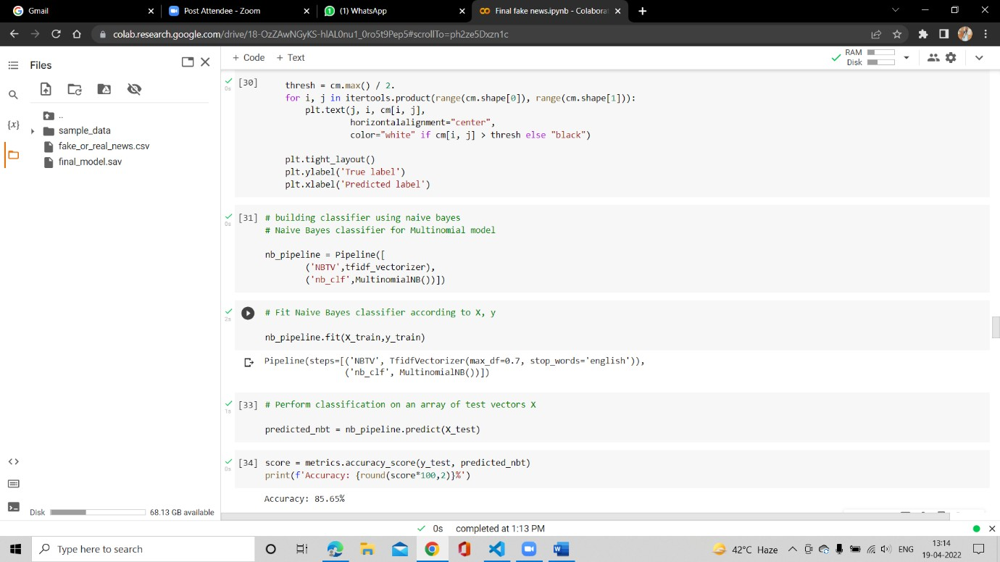 Gmail
Post Attendee - Zoom
(1) WhatsApp
Final fake news.ipynb - Colabora
colab.research.google.com/drive/18-OzZAwNGyKS-hIAL0nu1_0ro5t9Pep5#scrollTo=ph2ze5Dxzn1c
Files
+ Code + Text
RAM
Disk
..
sample_data
fake_or_real_news.csv
final_model.sav
{x}
0s
[30]
thresh = cm.max() / 2.
for i, j in itertools.product(range(cm.shape[0]), range(cm.shape[1])):
plt.text(j, i, cm[i, j],
horizontalalignment="center",
color="white" if cm[i, j] > thresh else "black")
plt.tight_layout()
plt.ylabel('True label')
plt.xlabel('Predicted label')
0s
[31] # building classifier using naive bayes
# Naive Bayes classifier for Multinomial model
nb_pipeline = Pipeline([
('NBTV',tfidf_vectorizer),
('nb_clf',MultinomialNB())])
2s
# Fit Naive Bayes classifier according to X, y
nb_pipeline.fit(X_train,y_train)
Pipeline(steps=[('NBTV', TfidfVectorizer(max_df=0.7, stop_words='english')),
('nb_clf', MultinomialNB())])
1s
[33] # Perform classification on an array of test vectors X
predicted_nbt = nb_pipeline.predict(X_test)
0s
[34] score = metrics.accuracy_score(y_test, predicted_nbt)
print(f'Accuracy: {round(score*100,2)}%')
Accuracy: 85.65%
Disk
68.13 GB available
0s completed at 1:13 PM
Type here to search
42°C Haze
ENG
13:14
19-04-2022